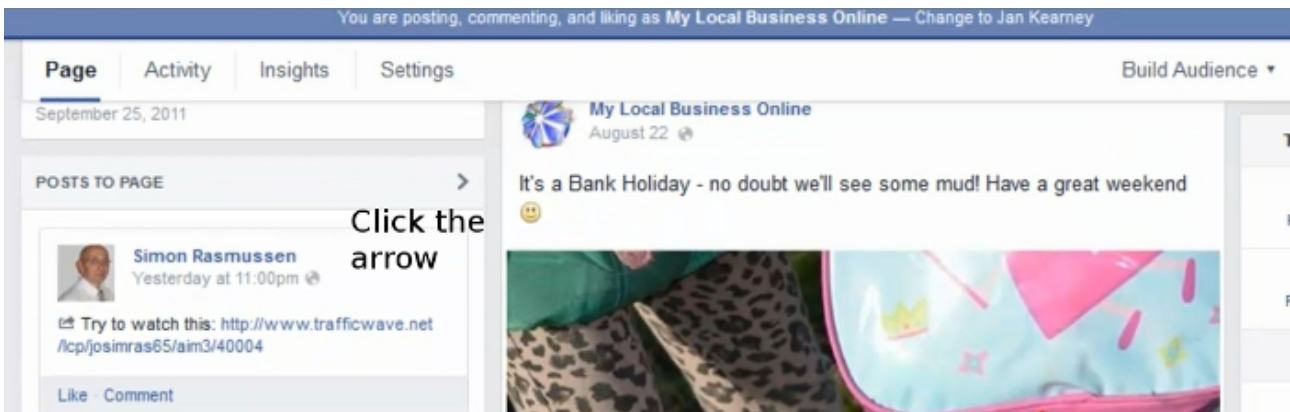 You are posting, commenting, and liking as My Local Business Online — Change to Jan Kearney
Page Activity Insights Settings Build Audience
September 25, 2011
POSTS TO PAGE
Click the
arrow
Simon Rasmussen
Yesterday at 11:00pm
Try to watch this: http://www.trafficwave.net
/lcp/josimras65/aim3/40004
Like · Comment
My Local Business Online
August 22
It's a Bank Holiday - no doubt we'll see some mud! Have a great weekend